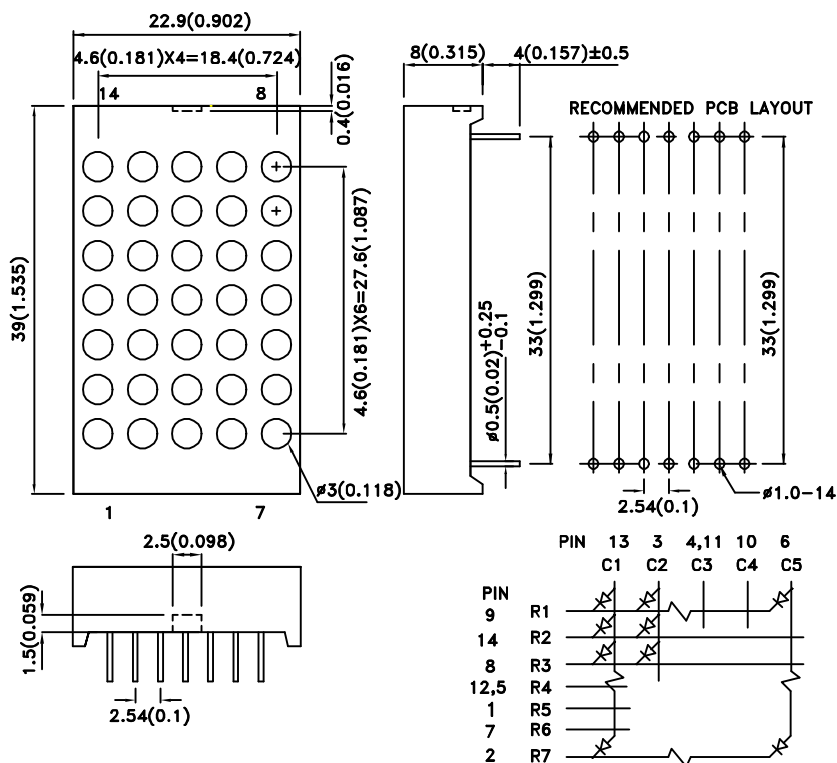 22.9(0.902)
4.6(0.181)X4=18.4(0.724)
14
8
0.4(0.016)
39(1.535)
4.6(0.181)X6=27.6(1.087)
ø3(0.118)
1
7
8(0.315)
4(0.157)±0.5
ø0.5(0.02)+0.25
-0.1
33(1.299)
RECOMMENDED PCB LAYOUT
33(1.299)
2.54(0.1)
ø1.0-14
2.5(0.098)
1.5(0.059)
2.54(0.1)
PIN 13 3 4,11 10 6
C1 C2 C3 C4 C5
PIN
9 R1
14 R2
8 R3
12,5 R4
1 R5
7 R6
2 R7